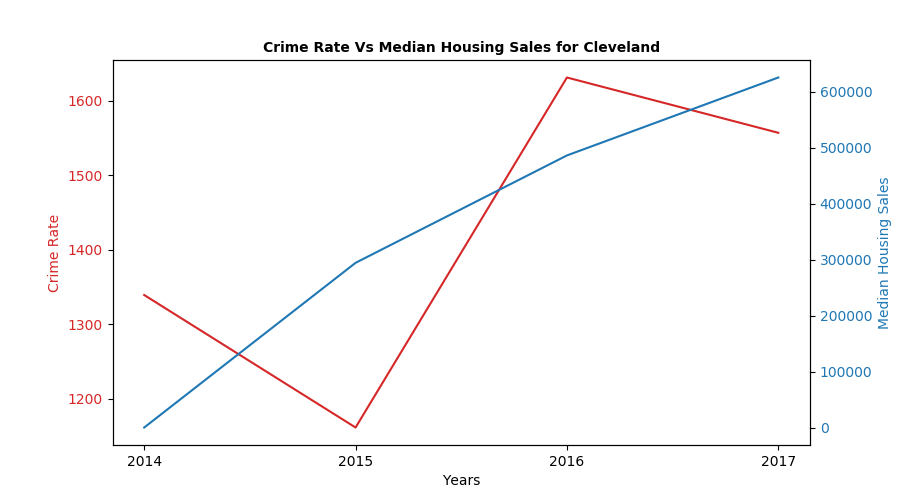 Crime Rate Vs Median Housing Sales for Cleveland
Crime Rate
1600
1500
1400
1300
1200
600000
500000
400000
300000
200000
100000
0
Median Housing Sales
2014 2015 2016 2017
Years